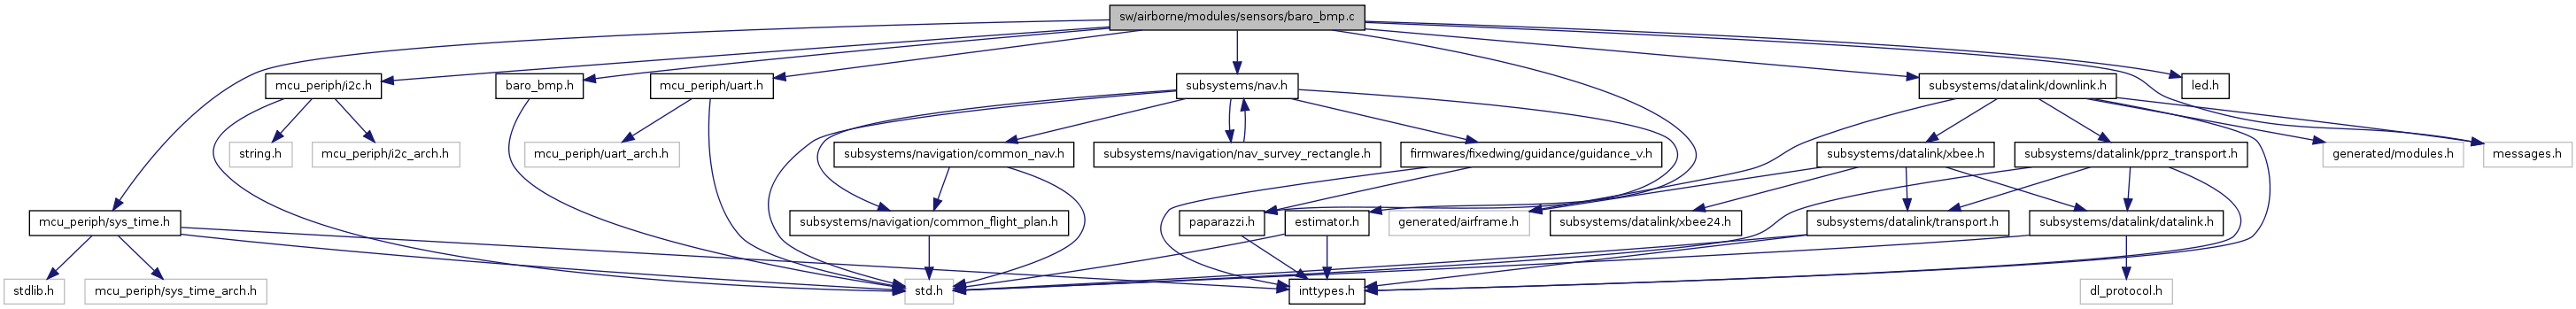 sw/airborne/modules/sensors/baro_bmp.c
mcu_periph/i2c.h
baro_bmp.h
mcu_periph/uart.h
subsystems/nav.h
subsystems/datalink/downlink.h
led.h
string.h
mcu_periph/i2c_arch.h
mcu_periph/uart_arch.h
subsystems/navigation/common_nav.h
subsystems/navigation/nav_survey_rectangle.h
firmwares/fixedwing/guidance/guidance_v.h
subsystems/datalink/xbee.h
subsystems/datalink/pprz_transport.h
generated/modules.h
messages.h
mcu_periph/sys_time.h
subsystems/navigation/common_flight_plan.h
paparazzi.h
estimator.h
generated/airframe.h
subsystems/datalink/xbee24.h
subsystems/datalink/transport.h
subsystems/datalink/datalink.h
stdlib.h
mcu_periph/sys_time_arch.h
std.h
inttypes.h
dl_protocol.h